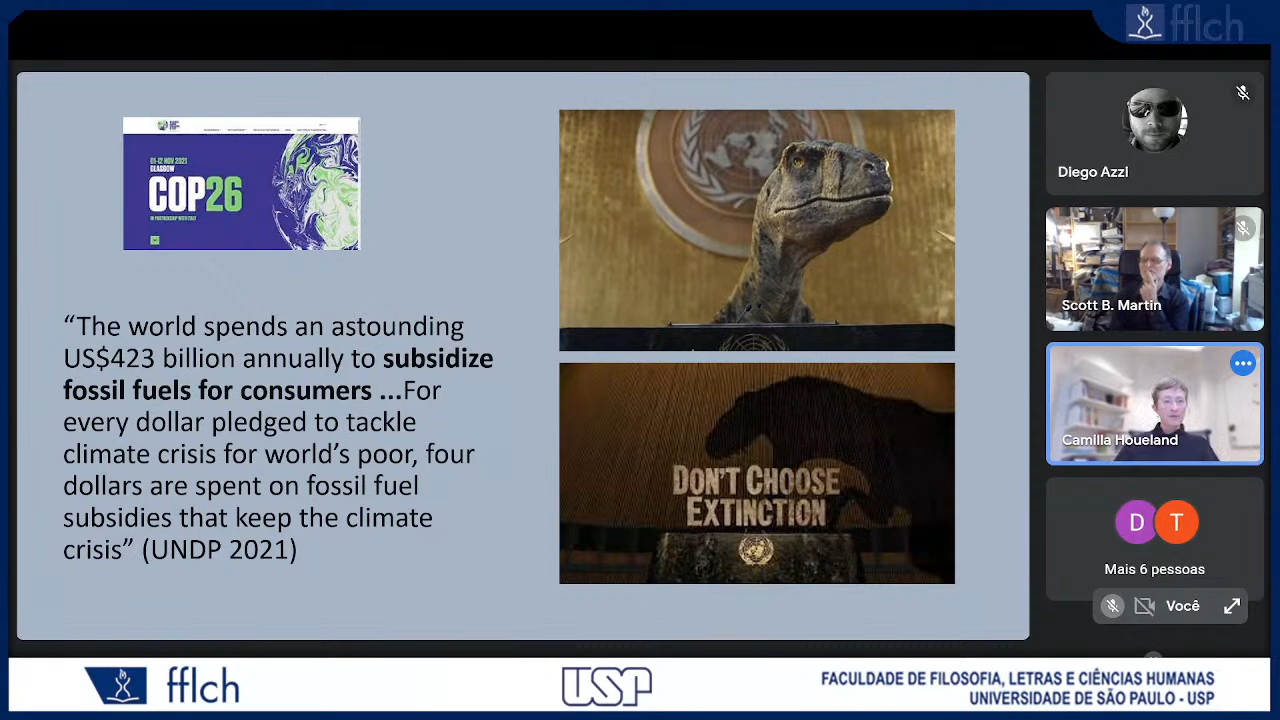 fflch
01-12 NOV 2021
GLASGOW
COP26
IN PARTNERSHIP WITH ITALY
“The world spends an astounding
US$423 billion annually to subsidize
fossil fuels for consumers ...For
every dollar pledged to tackle
climate crisis for world’s poor, four
dollars are spent on fossil fuel
subsidies that keep the climate
crisis” (UNDP 2021)
DON'T CHOOSE
EXTINCTION
Diego Azzi
Scott B. Martin
Camilla Houeland
D T
Mais 6 pessoas
Você
fflch
USP
FACULDADE DE FILOSOFIA, LETRAS E CIÊNCIAS HUMANAS
UNIVERSIDADE DE SÃO PAULO - USP